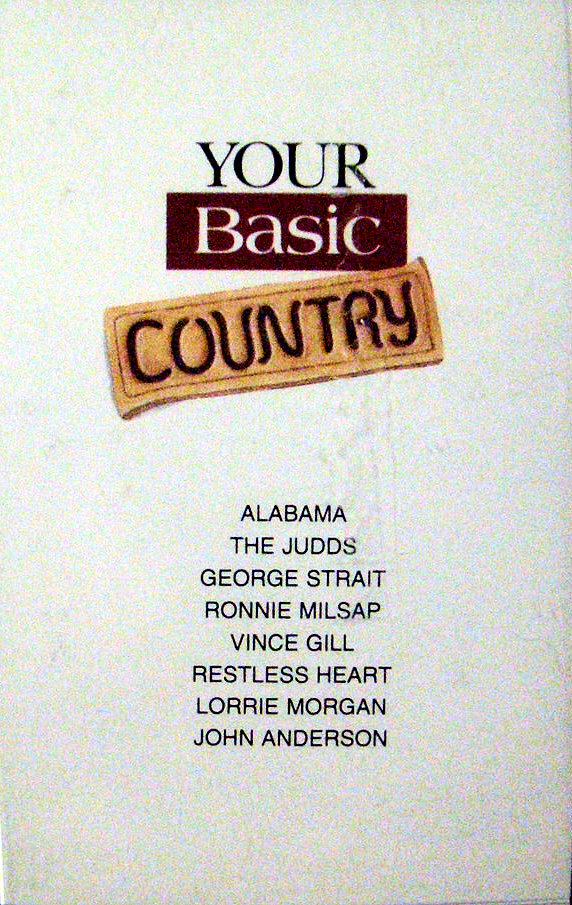 YOUR
Basic
COUNTRY
ALABAMA
THE JUDDS
GEORGE STRAIT
RONNIE MILSAP
VINCE GILL
RESTLESS HEART
LORRIE MORGAN
JOHN ANDERSON